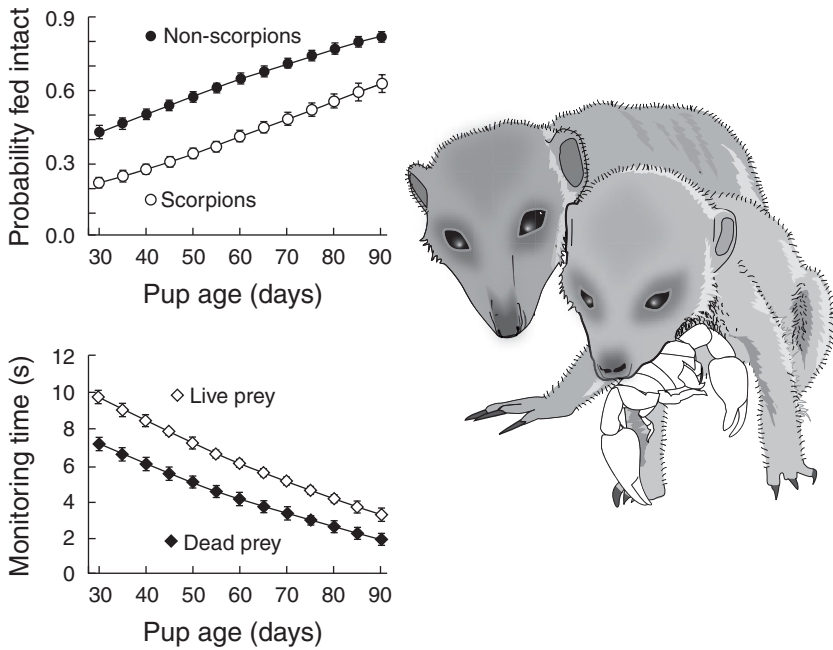 Probability fed intact
0.9
0.6
0.3
0.0
Non-scorpions
Scorpions
30 40 50 60 70 80 90
Pup age (days)
Monitoring time (s)
12
10
8
6
4
2
0
Live prey
Dead prey
30 40 50 60 70 80 90
Pup age (days)